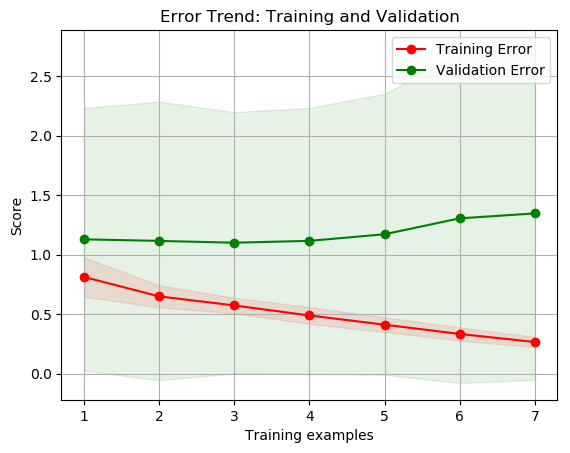 Error Trend: Training and Validation
Training Error
Validation Error
2.5
2.0
1.5
1.0
0.5
0.0
Score
1 2 3 4 5 6 7
Training examples